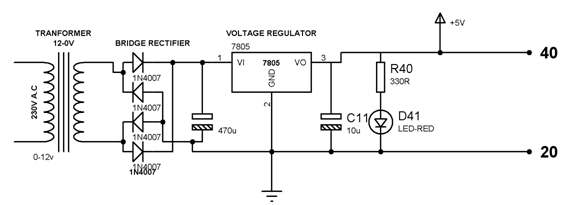 TRANFORMER
12-0V
BRIDGE RECTIFIER
VOLTAGE REGULATOR
7805
+5V
1N4007
1
VI
7805
VO
3
40
GND
R40
330R
230V A.C
1N4007
2
C11
10u
D41
LED-RED
470u
1N4007
0-12v
1N4007
1N4007
20